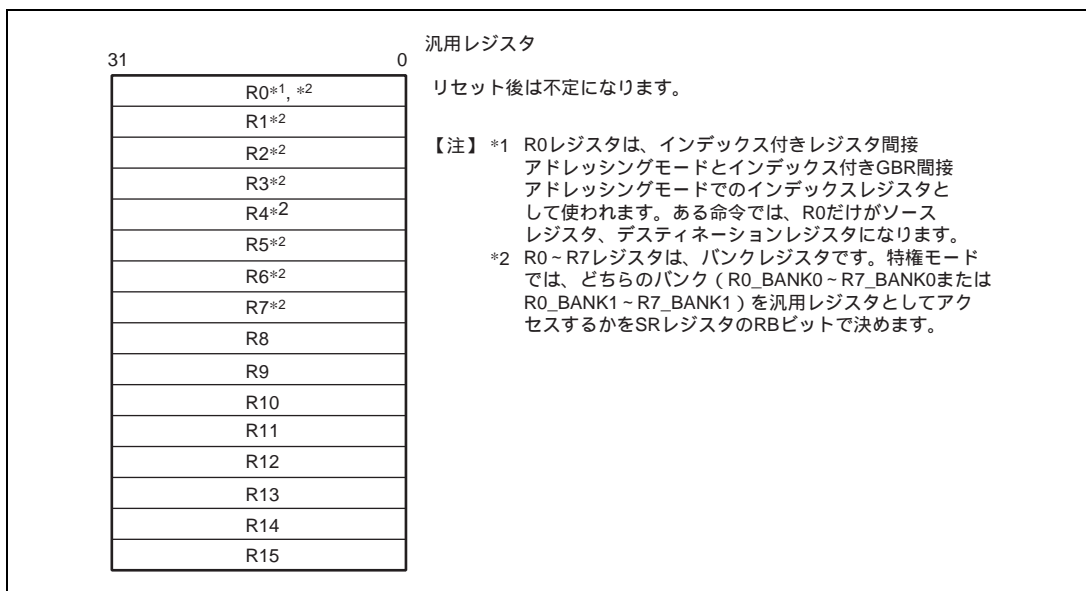 汎用レジスタ
31 0
リセット後は不定になります。
R0*1, *2
R1*2
R2*2
R3*2
R4*2
R5*2
R6*2
R7*2
R8
R9
R10
R11
R12
R13
R14
R15
【注】 *1 R0レジスタは、インデックス付きレジスタ間接
アドレッシングモードとインデックス付きGBR間接
アドレッシングモードでのインデックスレジスタと
して使われます。ある命令では、R0だけがソース
レジスタ、デスティネーションレジスタになります。
*2 R0～R7レジスタは、バンクレジスタです。特権モード
では、どちらのバンク（R0_BANK0～R7_BANK0または
R0_BANK1～R7_BANK1）を汎用レジスタとしてアク
セスするかをSRレジスタのRBビットで決めます。